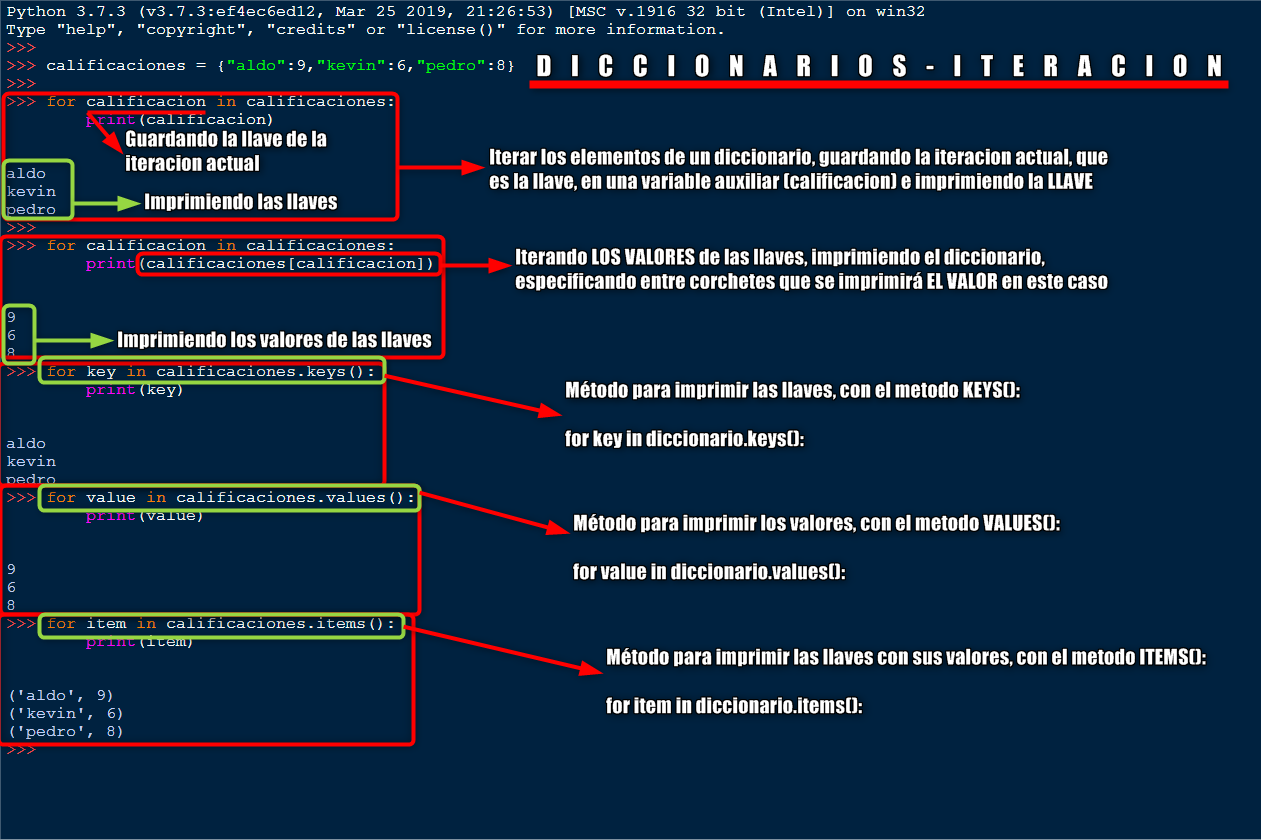 Python 3.7.3 (v3.7.3:ef4ec6ed12, Mar 25 2019, 21:26:53) [MSC v.1916 32 bit (Intel)] on win32
Type "help", "copyright", "credits" or "license()" for more information.
>>>
>>> calificaciones = {"aldo":9,"kevin":6,"pedro":8}
DICCIONARIOS-ITERACION
>>>
>>> for calificacion in calificaciones:
print(calificacion)
Guardando la llave de la
iteracion actual
Iterar los elementos de un diccionario, guardando la iteracion actual, que
es la llave, en una variable auxiliar (calificacion) e imprimiendo la LLAVE
aldo
kevin
pedro
Imprimiendo las llaves
>>>
>>> for calificacion in calificaciones:
print(calificaciones[calificacion])
Iterando LOS VALORES de las llaves, imprimiendo el diccionario,
especificando entre corchetes que se imprimirá EL VALOR en este caso
9
6
8
Imprimiendo los valores de las llaves
>>> for key in calificaciones.keys():
print(key)
Método para imprimir las llaves, con el metodo KEYS():
for key in diccionario.keys():
aldo
kevin
pedro
>>> for value in calificaciones.values():
print(value)
Método para imprimir los valores, con el metodo VALUES():
for value in diccionario.values():
9
6
8
>>> for item in calificaciones.items():
print(item)
Método para imprimir las llaves con sus valores, con el metodo ITEMS():
for item in diccionario.items():
('aldo', 9)
('kevin', 6)
('pedro', 8)
>>>